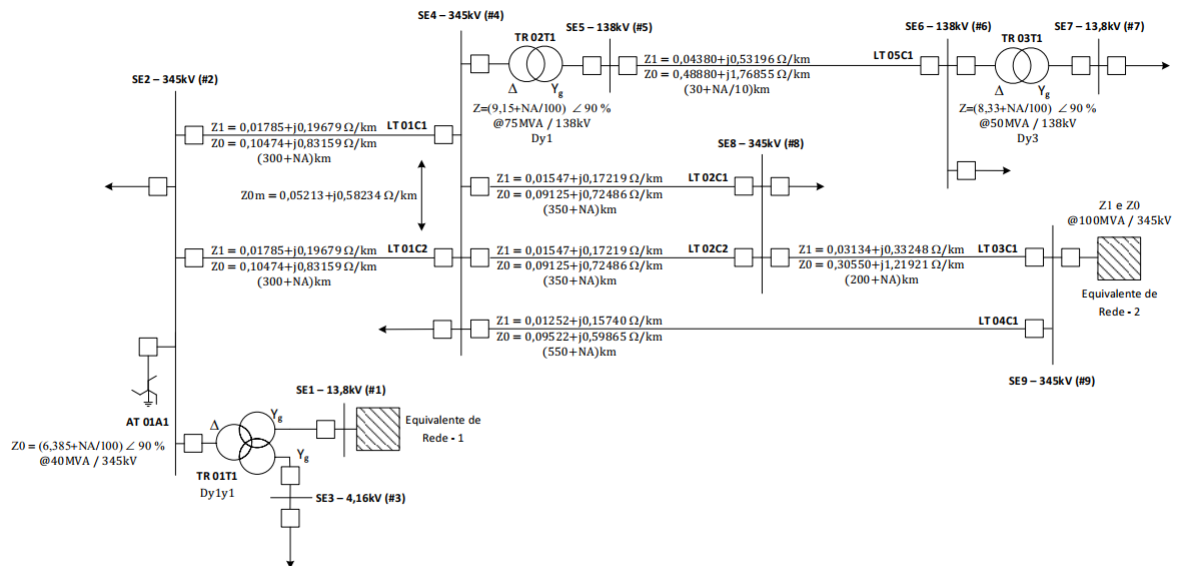 SE4 – 345kV (#4)
SE5 – 138kV (#5)
SE6 – 138kV (#6)
SE7 – 13,8kV (#7)
TR 02T1
TR 03T1
Z1 = 0,04380+j0,53196 Ω/km
LT 05C1
Z0 = 0,48880+j1,76855 Ω/km
(30+NA/10)km
SE2 – 345kV (#2)
Δ
Yg
Δ
Yg
Z=(9,15+NA/100) ∠ 90 %
@75MVA / 138kV
Dy1
Z=(8,33+NA/100) ∠ 90 %
@50MVA / 138kV
Dy3
Z1 = 0,01785+j0,19679 Ω/km
LT 01C1
Z0 = 0,10474+j0,83159 Ω/km
(300+NA)km
SE8 – 345kV (#8)
Z0m = 0,05213+j0,58234 Ω/km
Z1 = 0,01547+j0,17219 Ω/km
LT 02C1
Z0 = 0,09125+j0,72486 Ω/km
(350+NA)km
Z1 e Z0
@100MVA / 345kV
Z1 = 0,01785+j0,19679 Ω/km
LT 01C2
Z0 = 0,10474+j0,83159 Ω/km
(300+NA)km
Z1 = 0,01547+j0,17219 Ω/km
LT 02C2
Z0 = 0,09125+j0,72486 Ω/km
(350+NA)km
Z1 = 0,03134+j0,33248 Ω/km
LT 03C1
Z0 = 0,30550+j1,21921 Ω/km
(200+NA)km
Equivalente de
Rede - 2
Z1 = 0,01252+j0,15740 Ω/km
LT 04C1
Z0 = 0,09522+j0,59865 Ω/km
(550+NA)km
SE9 – 345kV (#9)
AT 01A1
Z0 = (6,385+NA/100) ∠ 90 %
@40MVA / 345kV
SE1 – 13,8kV (#1)
Δ
Yg
Yg
Equivalente de
Rede - 1
TR 01T1
Dy1y1
SE3 – 4,16kV (#3)